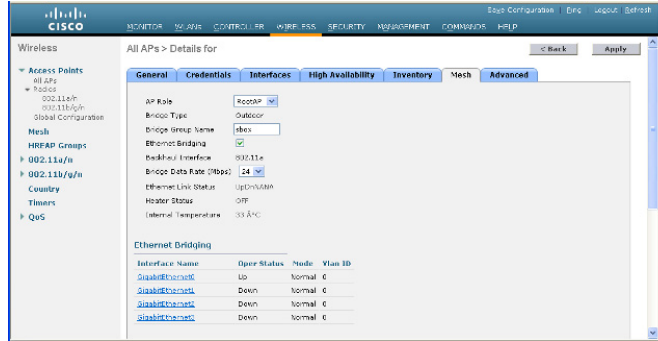 Save Configuration | Ping | Logout | Refresh
CISCO
MONITOR WLANs CONTROLLER WIRELESS SECURITY MANAGEMENT COMMANDS HELP
Wireless
All APs > Details for
< Back
Apply
Access Points
All APs
Radios
802.11a/n
802.11b/g/n
Global Configuration
Mesh
HREAP Groups
802.11a/n
802.11b/g/n
Country
Timers
QoS
General Credentials Interfaces High Availability Inventory Mesh Advanced
AP Role RootAP
Bridge Type Outdoor
Bridge Group Name sbox
Ethernet Bridging
Backhaul Interface 802.11a
Bridge Data Rate (Mbps) 24
Ethernet Link Status UpDnNANA
Heater Status OFF
Internal Temperature 33 Â°C
Ethernet Bridging
Interface Name Oper Status Mode Vlan ID
GigabitEthernet0 Up Normal 0
GigabitEthernet1 Down Normal 0
GigabitEthernet2 Down Normal 0
GigabitEthernet3 Down Normal 0